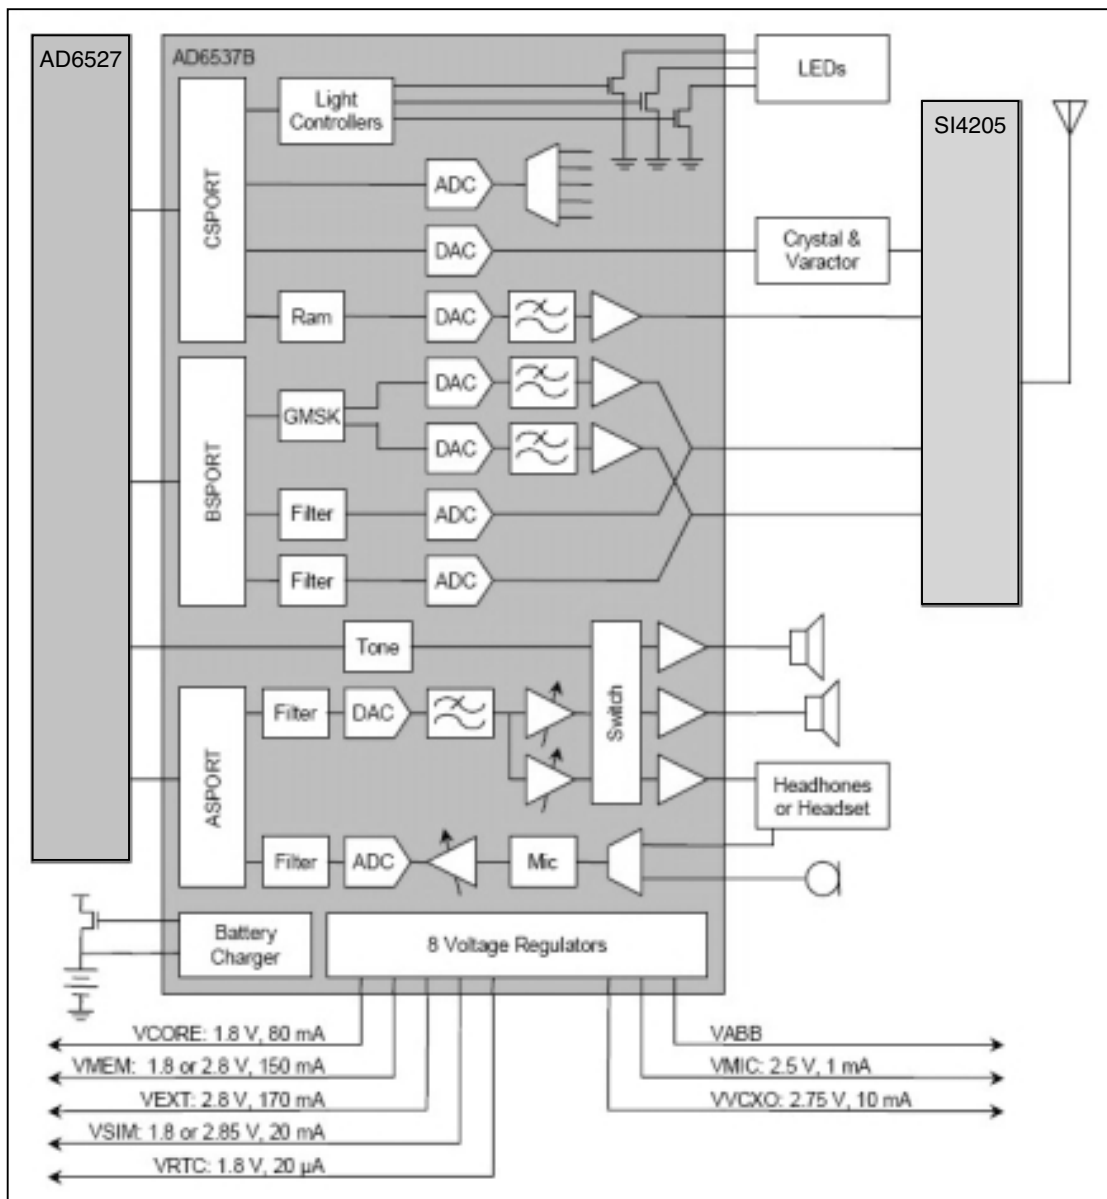 AD6527
AD6537B
LEDs
Light
Controllers
SI4205
CSPORT
ADC
DAC
Crystal &
Varactor
Ram
DAC
BSPORT
GMSK
DAC
DAC
Filter
ADC
Filter
ADC
Tone
Switch
ASPORT
Filter
DAC
Headhones
or Headset
Filter
ADC
Mic
Battery
Charger
8 Voltage Regulators
VCORE: 1.8 V, 80 mA
VABB
VMEM: 1.8 or 2.8 V, 150 mA
VMIC: 2.5 V, 1 mA
VEXT: 2.8 V, 170 mA
VVCXO: 2.75 V, 10 mA
VSIM: 1.8 or 2.85 V, 20 mA
VRTC: 1.8 V, 20 µA